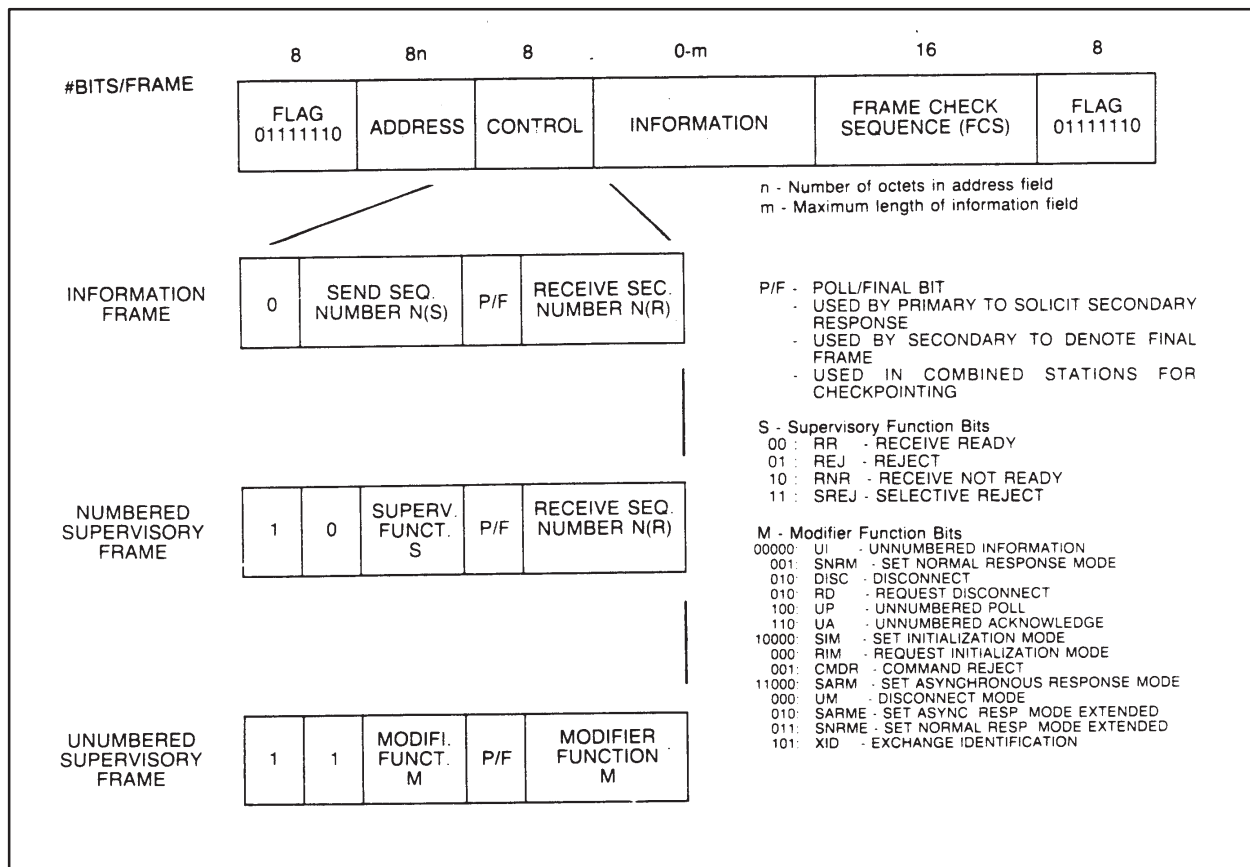 8 8n 8 0-m 16 8
#BITS/FRAME
FLAG 01111110
ADDRESS
CONTROL
INFORMATION
FRAME CHECK SEQUENCE (FCS)
FLAG 01111110
n - Number of octets in address field
m - Maximum length of information field
INFORMATION FRAME
0
SEND SEQ. NUMBER N(S)
P/F
RECEIVE SEC. NUMBER N(R)
P/F - POLL/FINAL BIT
- USED BY PRIMARY TO SOLICIT SECONDARY
RESPONSE
- USED BY SECONDARY TO DENOTE FINAL
FRAME
- USED IN COMBINED STATIONS FOR
CHECKPOINTING
S - Supervisory Function Bits
00 : RR - RECEIVE READY
01 : REJ - REJECT
10 : RNR - RECEIVE NOT READY
11 : SREJ - SELECTIVE REJECT
NUMBERED SUPERVISORY FRAME
1
0
SUPERV. FUNCT. S
P/F
RECEIVE SEQ. NUMBER N(R)
M - Modifier Function Bits
00000: UI - UNNUMBERED INFORMATION
001: SNRM - SET NORMAL RESPONSE MODE
010: DISC - DISCONNECT
010: RD - REQUEST DISCONNECT
100: UP - UNNUMBERED POLL
110: UA - UNNUMBERED ACKNOWLEDGE
10000: SIM - SET INITIALIZATION MODE
000: RIM - REQUEST INITIALIZATION MODE
001: CMDR - COMMAND REJECT
11000: SARM - SET ASYNCHRONOUS RESPONSE MODE
000: UM - DISCONNECT MODE
010: SARME - SET ASYNC RESP MODE EXTENDED
011: SNRME - SET NORMAL RESP MODE EXTENDED
101: XID - EXCHANGE IDENTIFICATION
UNUMBERED SUPERVISORY FRAME
1
1
MODIFI. FUNCT. M
P/F
MODIFIER FUNCTION M